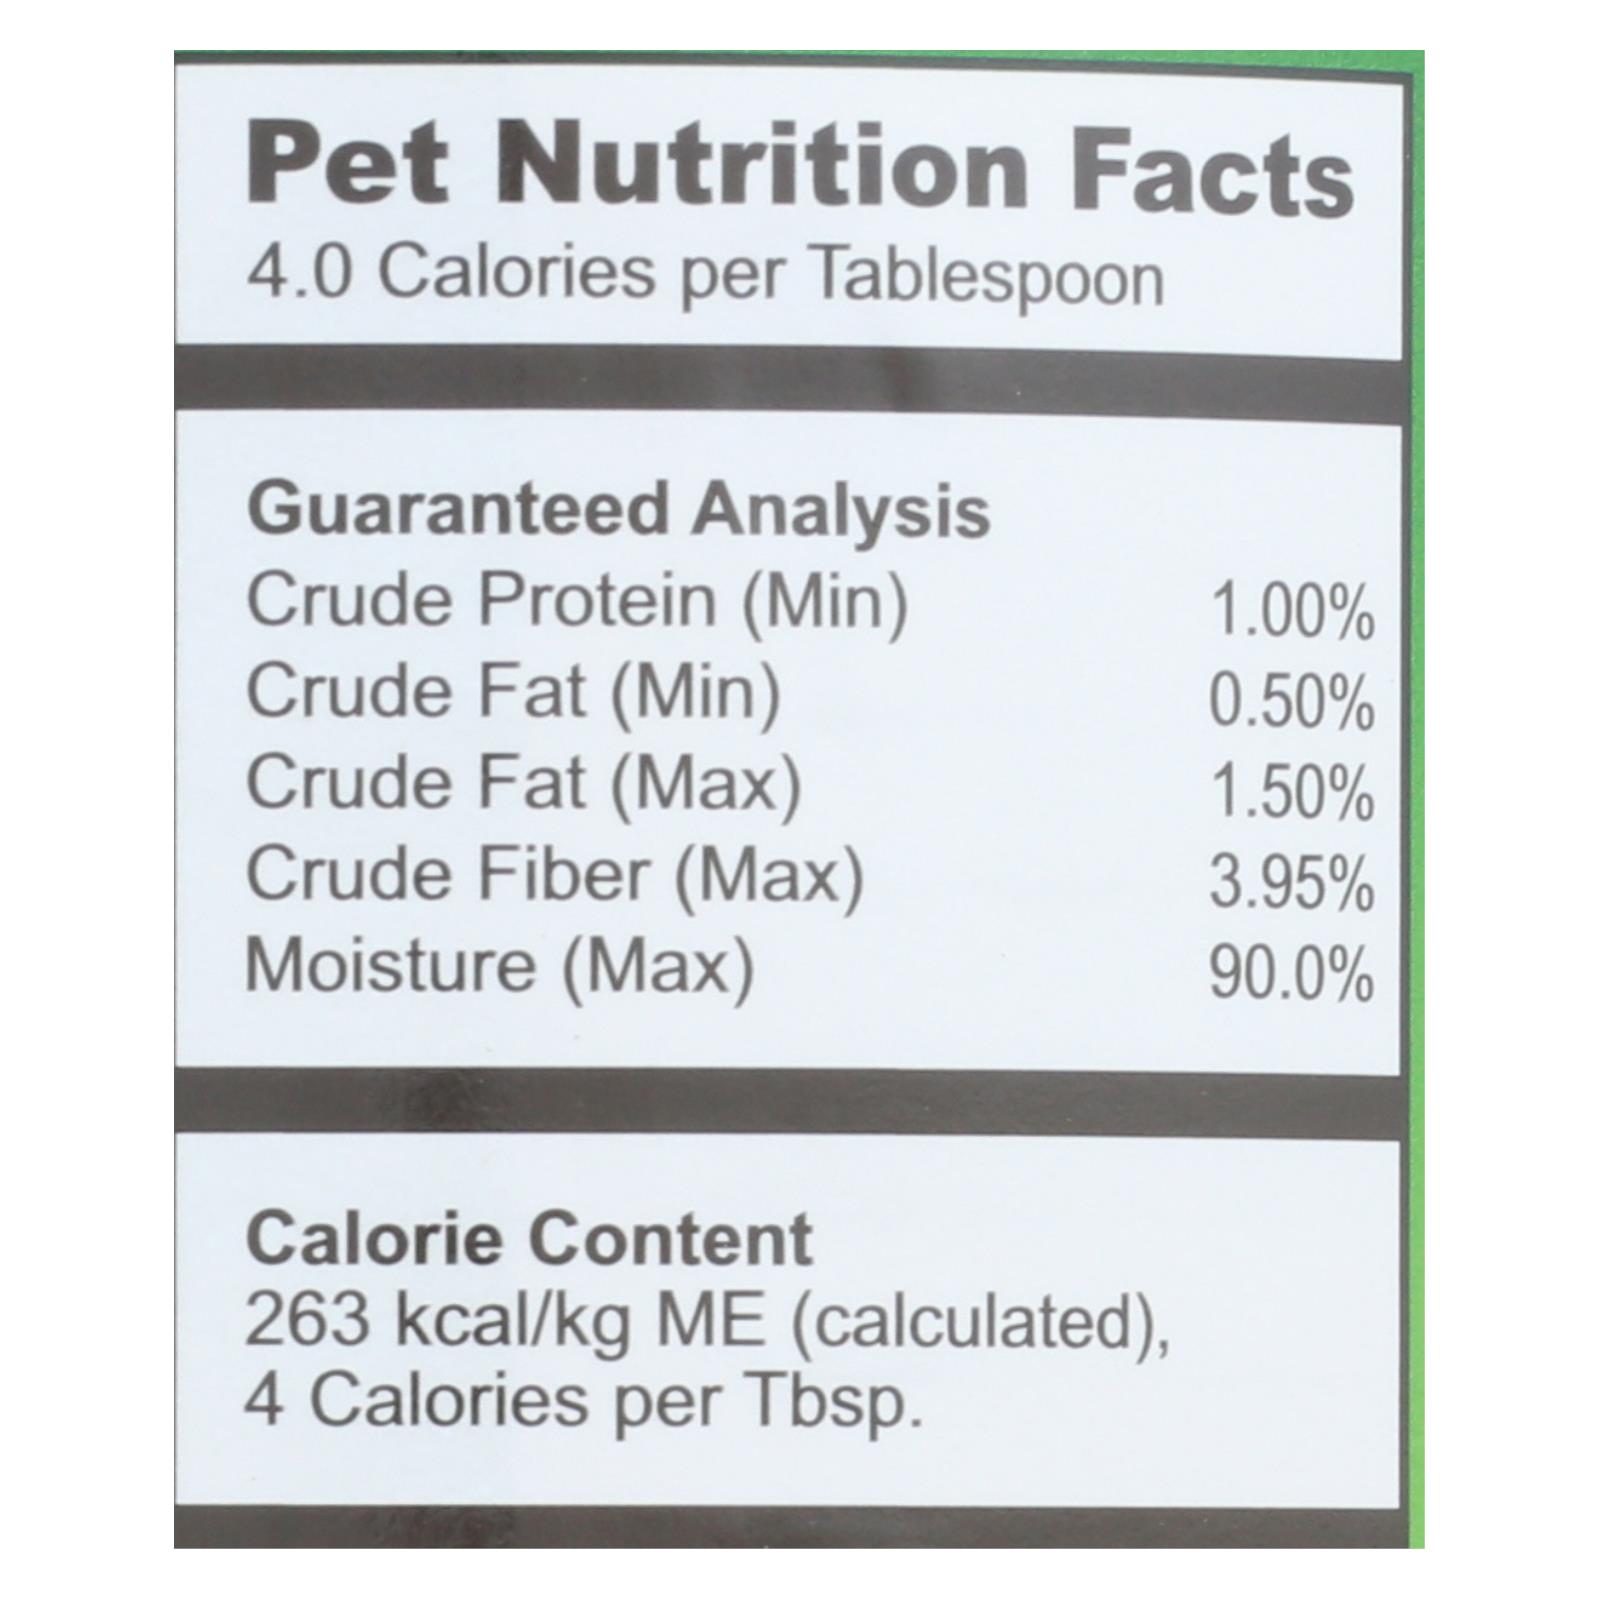 Pet Nutrition Facts
4.0 Calories per Tablespoon
Guaranteed Analysis
Crude Protein (Min) 1.00%
Crude Fat (Min) 0.50%
Crude Fat (Max) 1.50%
Crude Fiber (Max) 3.95%
Moisture (Max) 90.0%
Calorie Content
263 kcal/kg ME (calculated),
4 Calories per Tbsp.